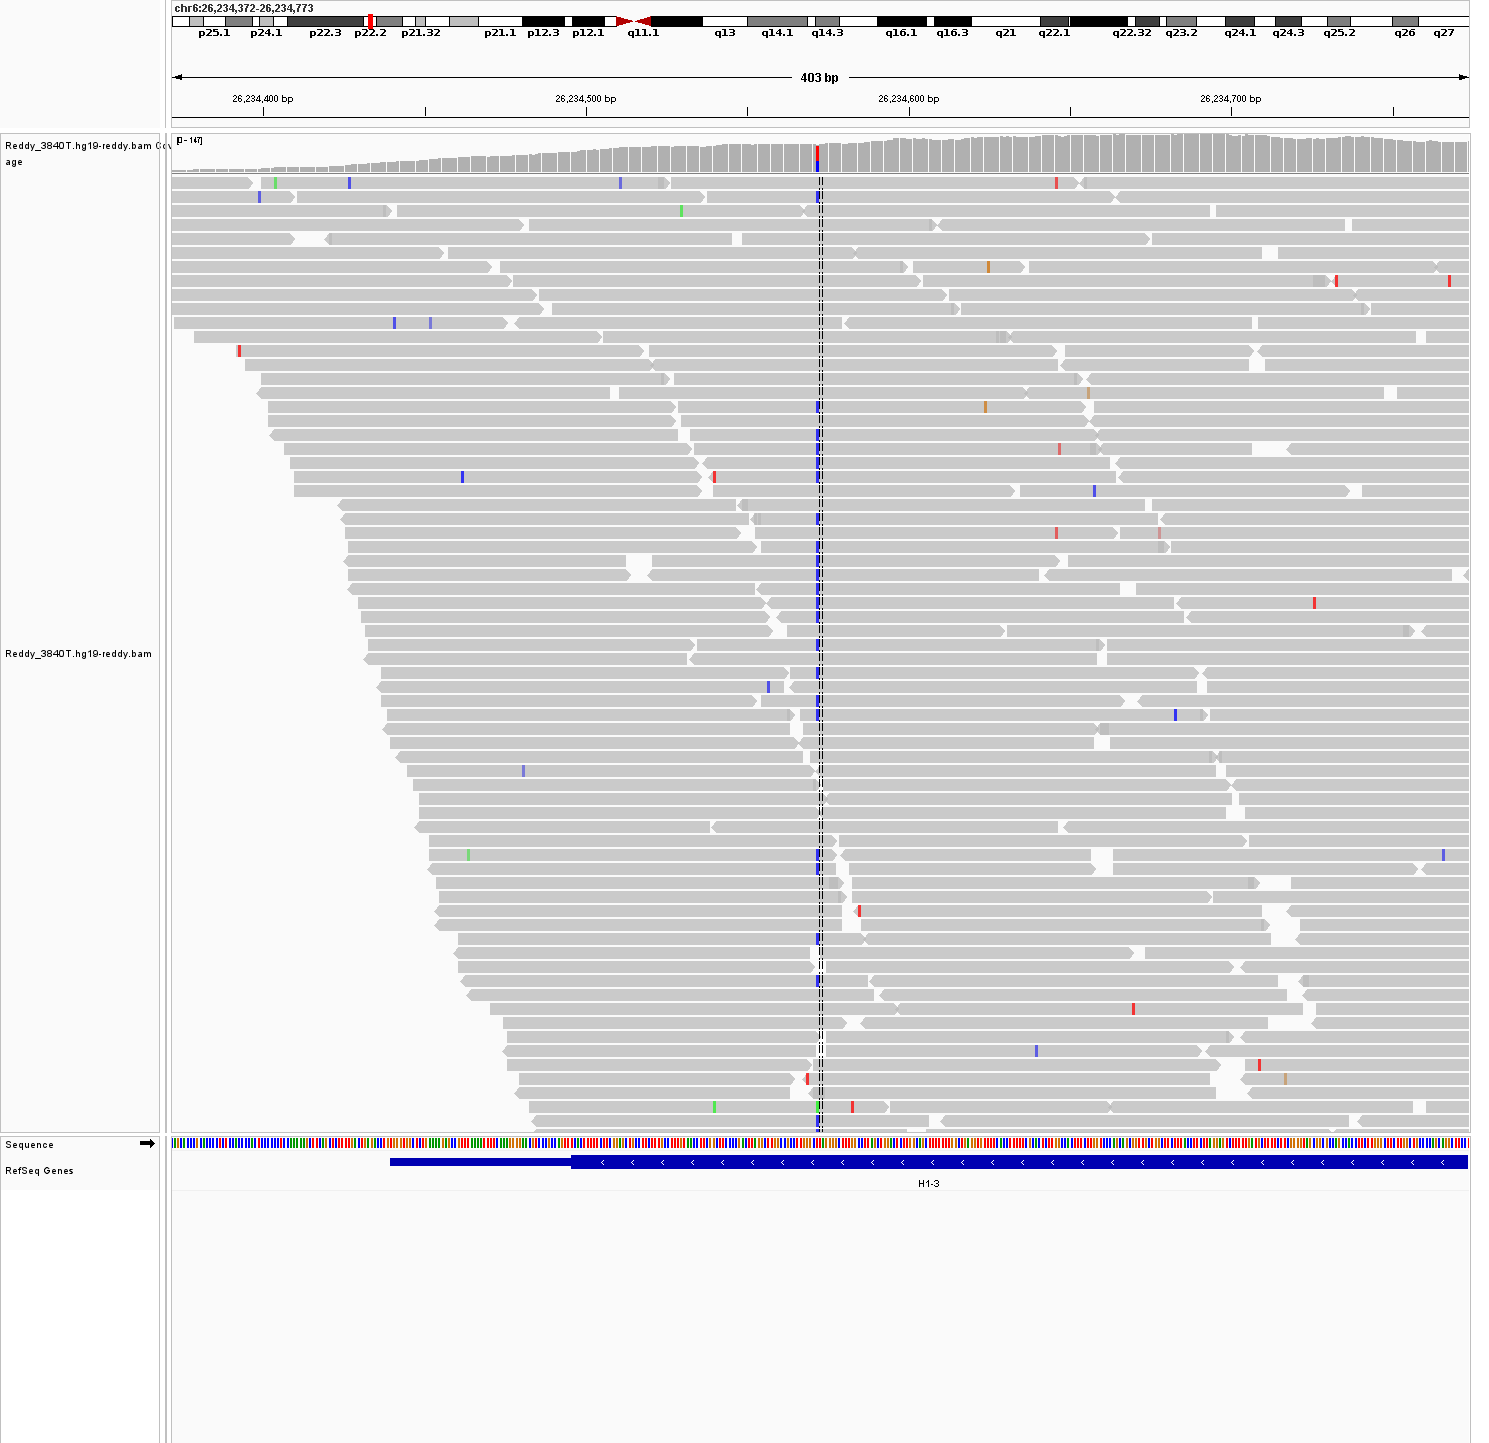 chr6:26,234,372-26,234,773
p25.1 p24.1 p22.3 p22.2 p21.32 p21.1 p12.3 p12.1 q11.1 q13 q14.1 q14.3 q16.1 q16.3 q21 q22.1 q22.32 q23.2 q24.1 q24.3 q25.2 q26 q27
403 bp
26,234,400 bp 26,234,500 bp 26,234,600 bp 26,234,700 bp
[0 - 147]
Reddy_3840T.hg19-reddy.bam Cov
age
Reddy_3840T.hg19-reddy.bam
Sequence
RefSeq Genes
H1-3